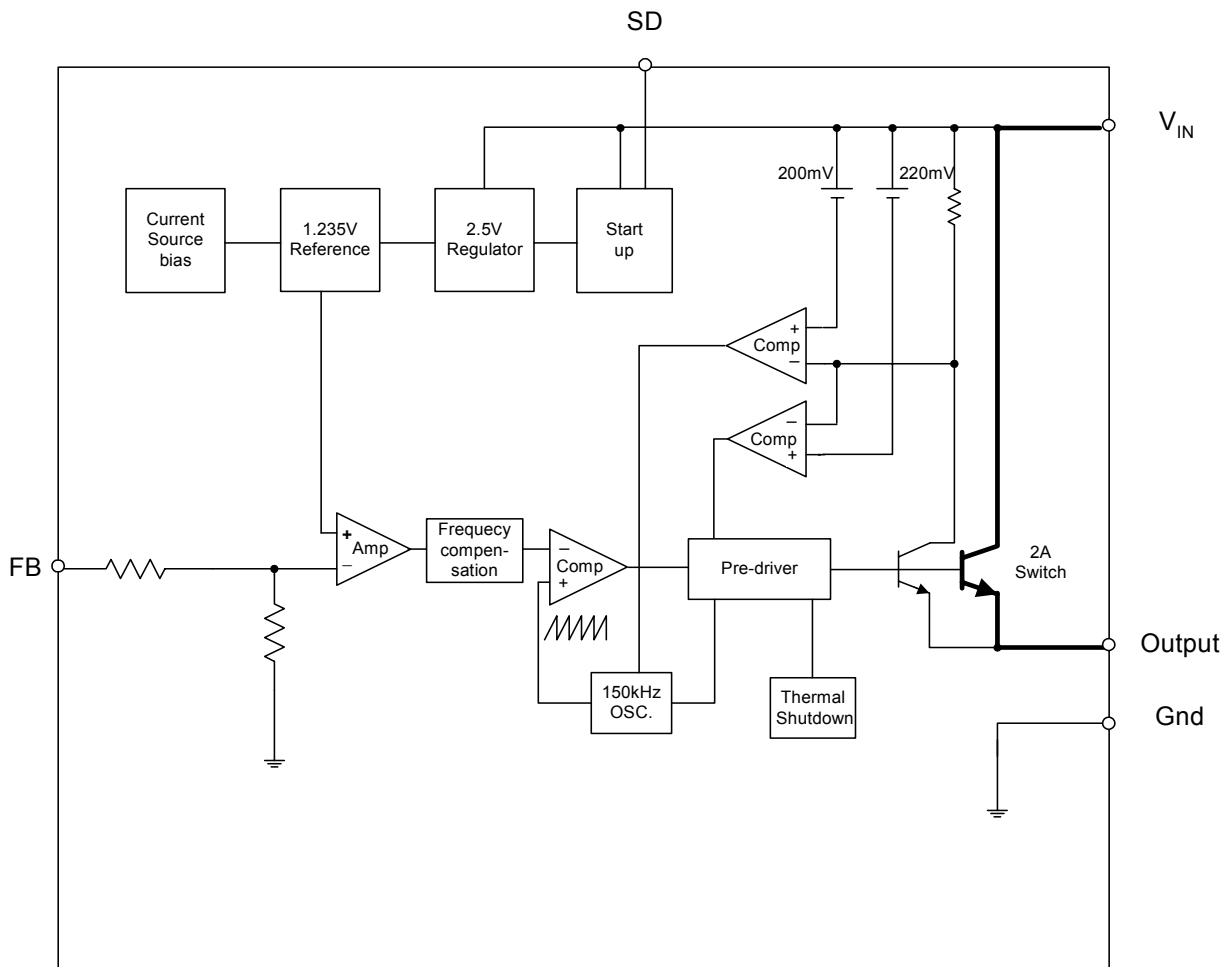 SD
V_IN
200mV
220mV
Current
Source
bias
1.235V
Reference
2.5V
Regulator
Start
up
+
Comp
−
−
Comp
+
FB
+
Amp
−
Frequecy
compen-
sation
−
Comp
+
Pre-driver
2A
Switch
Output
150kHz
OSC.
Thermal
Shutdown
Gnd